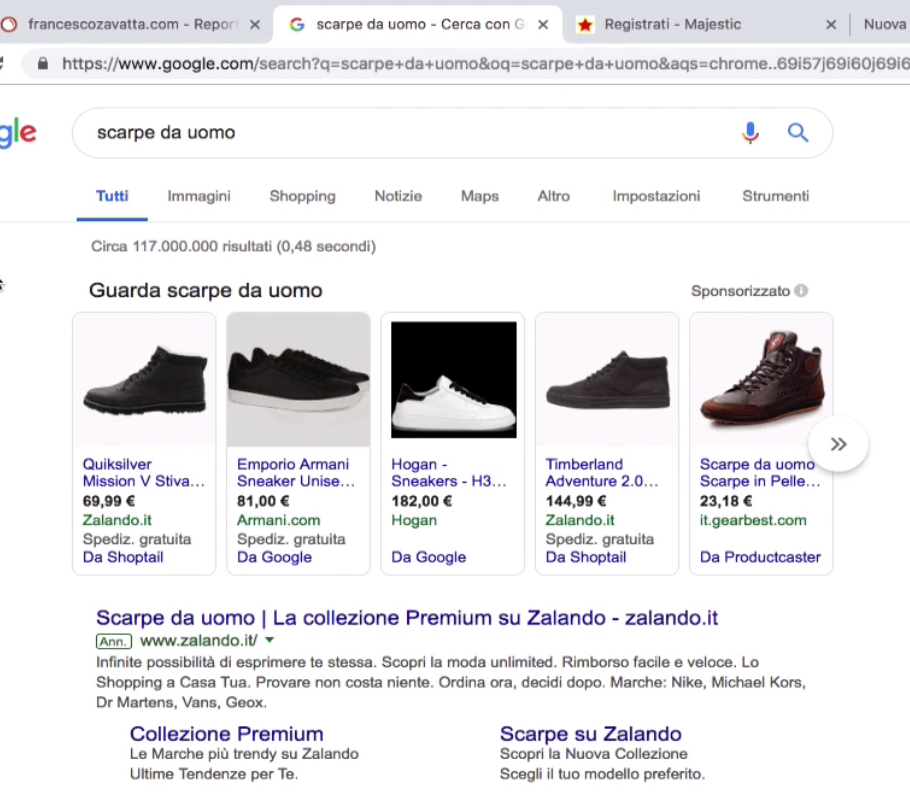 francescozavatta.com - Report
scarpe da uomo - Cerca con G
Registrati - Majestic
Nuova
https://www.google.com/search?q=scarpe+da+uomo&oq=scarpe+da+uomo&aqs=chrome..69i57j69i60j69i6
gle
scarpe da uomo
Tutti Immagini Shopping Notizie Maps Altro Impostazioni Strumenti
Circa 117.000.000 risultati (0,48 secondi)
Guarda scarpe da uomo
Sponsorizzato
Quiksilver
Mission V Stiva...
69,99 €
Zalando.it
Spediz. gratuita
Da Shoptail
Emporio Armani
Sneaker Unise...
81,00 €
Armani.com
Spediz. gratuita
Da Google
Hogan -
Sneakers - H3...
182,00 €
Hogan
Da Google
Timberland
Adventure 2.0...
144,99 €
Zalando.it
Spediz. gratuita
Da Shoptail
Scarpe da uomo
Scarpe in Pelle...
23,18 €
it.gearbest.com
Da Productcaster
Scarpe da uomo | La collezione Premium su Zalando - zalando.it
Ann. www.zalando.it/
Infinite possibilità di esprimere te stessa. Scopri la moda unlimited. Rimborso facile e veloce. Lo
Shopping a Casa Tua. Provare non costa niente. Ordina ora, decidi dopo. Marche: Nike, Michael Kors,
Dr Martens, Vans, Geox.
Collezione Premium
Le Marche più trendy su Zalando
Ultime Tendenze per Te.
Scarpe su Zalando
Scopri la Nuova Collezione
Scegli il tuo modello preferito.